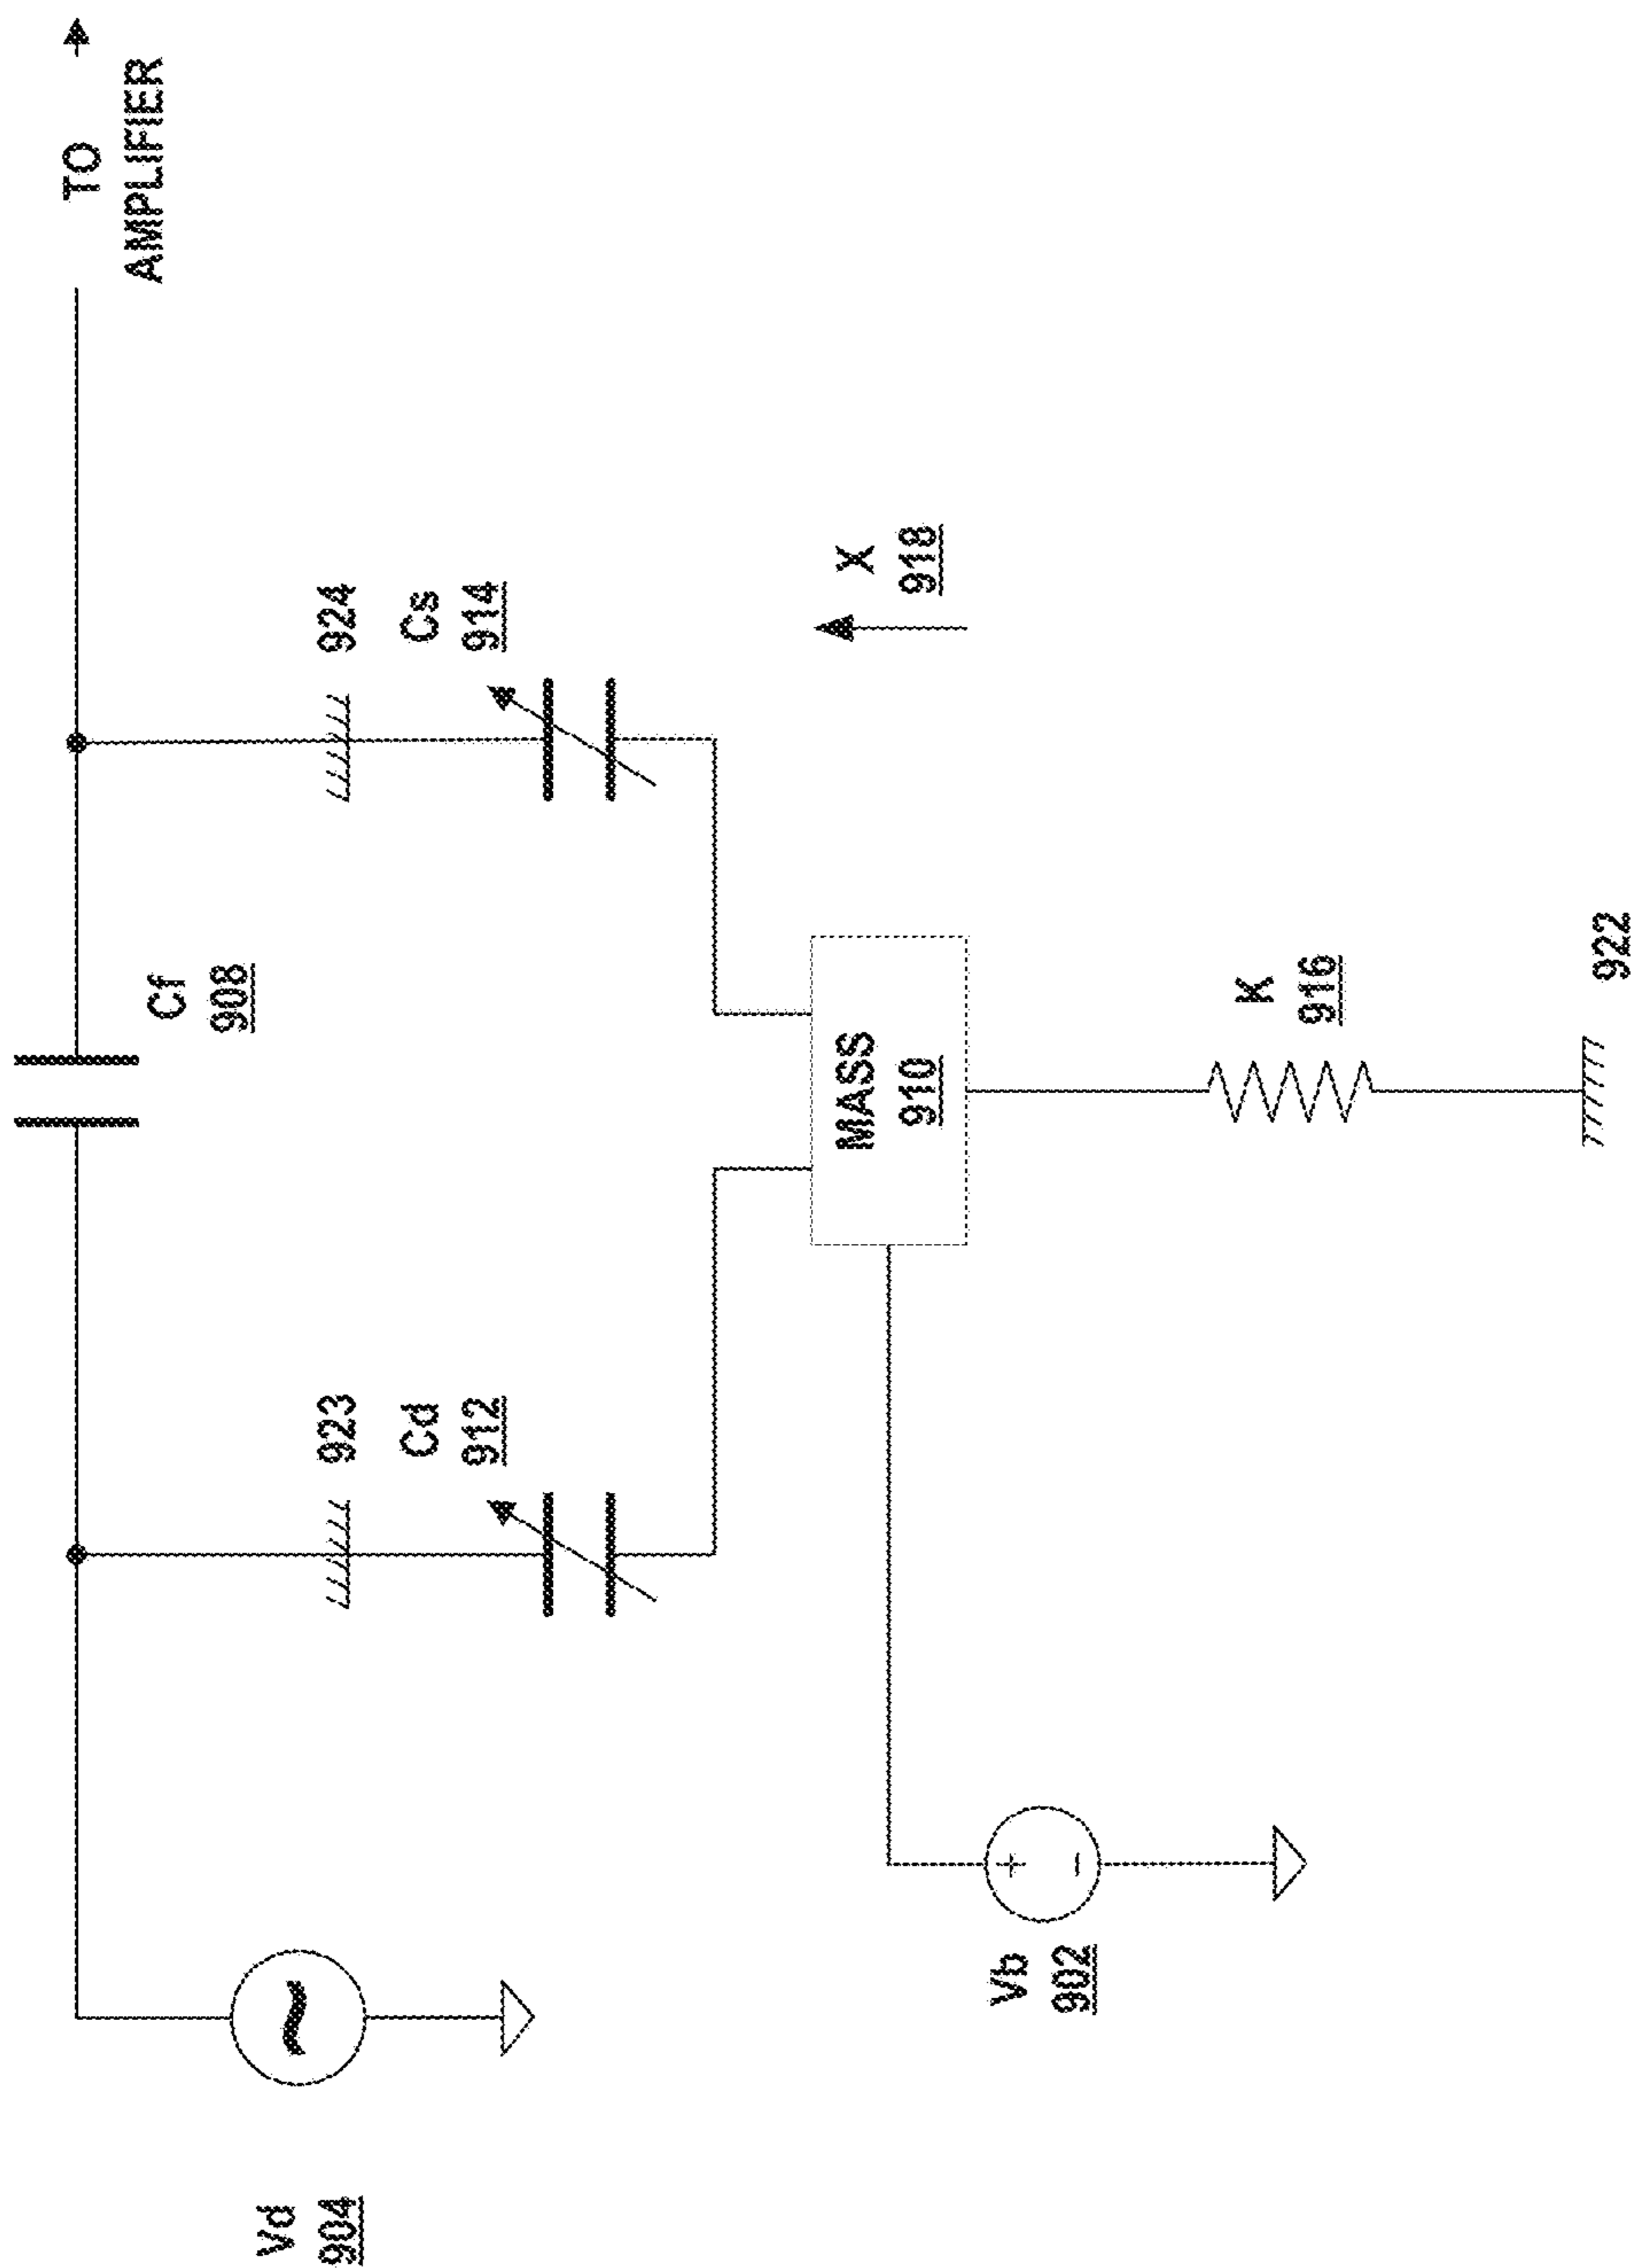 TO
AMPLIFIER
Cf
908
923
Cd
912
924
Cs
914
Vd
904
MASS
910
X
918
Vb
902
+
-
K
916
922